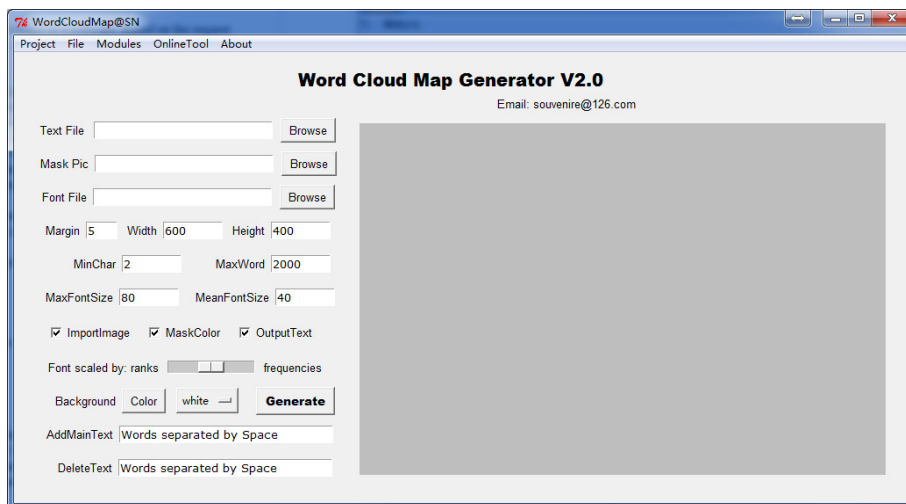 WordCloudMap@SN
Project File Modules OnlineTool About
Word Cloud Map Generator V2.0
Email: souvenire@126.com
Text File Browse
Mask Pic Browse
Font File Browse
Margin 5 Width 600 Height 400
MinChar 2 MaxWord 2000
MaxFontSize 80 MeanFontSize 40
ImportImage MaskColor OutputText
Font scaled by: ranks frequencies
Background Color white Generate
AddMainText Words separated by Space
DeleteText Words separated by Space